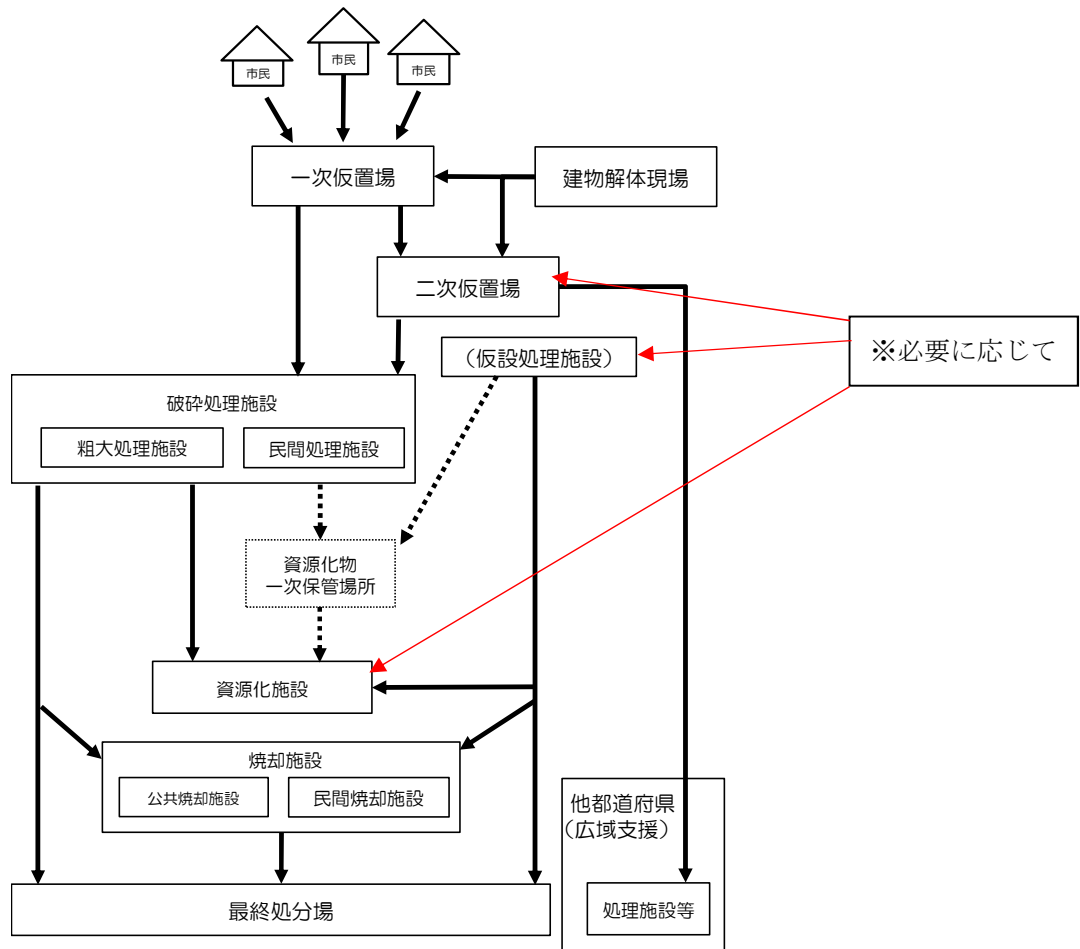 市民
市民
市民
一次仮置場
建物解体現場
二次仮置場
（仮設処理施設）
※必要に応じて
破砕処理施設
粗大処理施設
民間処理施設
資源化物
一次保管場所
資源化施設
焼却施設
公共焼却施設
民間焼却施設
他都道府県
（広域支援）
処理施設等
最終処分場